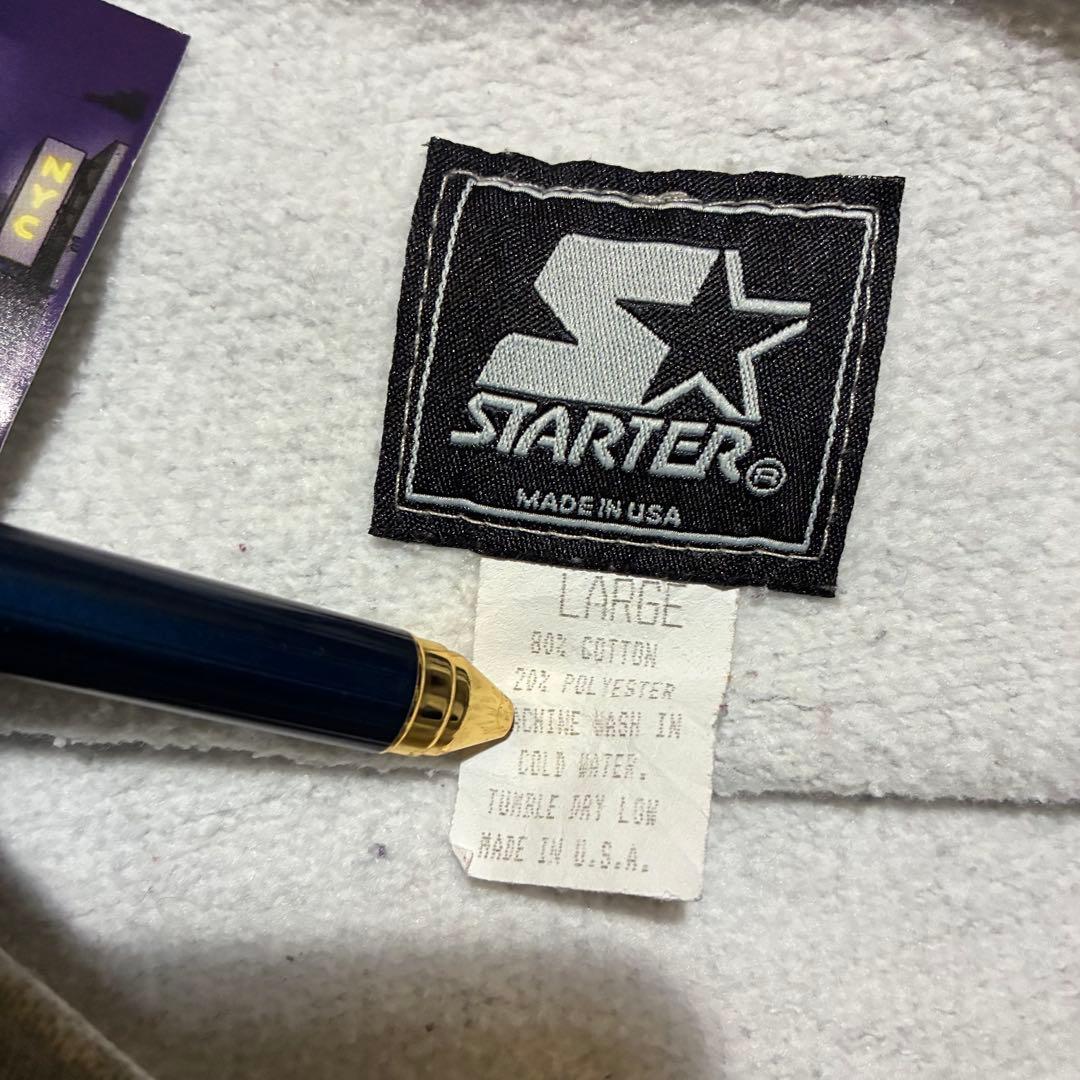 NYC
STARTER®
MADE IN USA
LARGE
80% COTTON
20% POLYESTER
ACHINE WASH IN
COLD WATER.
TUMBLE DRY LOW
MADE IN U.S.A.